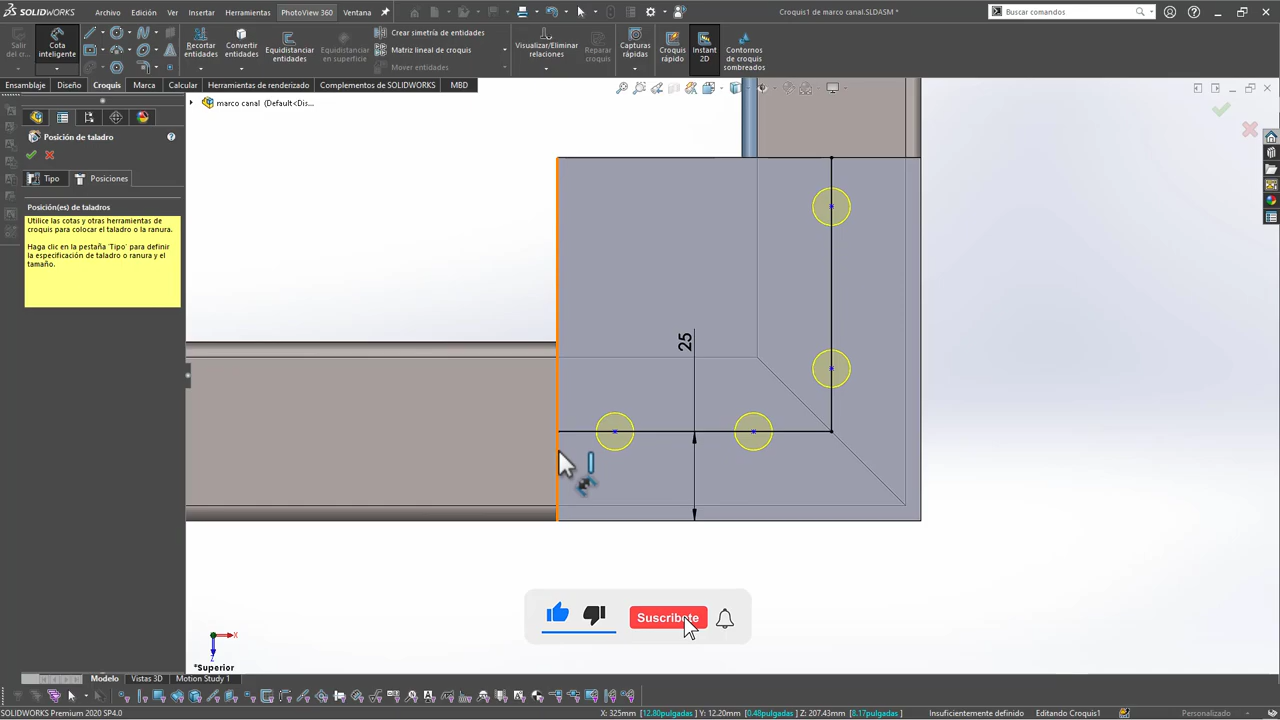 SOLIDWORKS
Archivo
Edición
Ver
Insertar
Herramientas
PhotoView 360
Ventana
Croquis1 de marco canal.SLDASM *
Buscar comandos
Salir
del cr...
Cota
inteligente
Recortar
entidades
Convertir
entidades
Equidistanciar
entidades
Equidistanciar
en superficie
Crear simetría de entidades
Matriz lineal de croquis
Mover entidades
Visualizar/Eliminar
relaciones
Reparar
croquis
Capturas
rápidas
Croquis
rápido
Instant
2D
Contornos
de croquis
sombreados
Ensamblaje
Diseño
Croquis
Marca
Calcular
Herramientas de renderizado
Complementos de SOLIDWORKS
MBD
marco canal (Default<Dis...
Posición de taladro
Tipo
Posiciones
Posición(es) de taladros
Utilice las cotas y otras herramientas de
croquis para colocar el taladro o la ranura.
Haga clic en la pestaña 'Tipo' para definir
la especificación de taladro o ranura y el
tamaño.
25
Suscribete
X
Z
*Superior
Modelo
Vistas 3D
Motion Study 1
SOLIDWORKS Premium 2020 SP4.0
X: 325mm [12.80pulgadas] Y: 12.20mm [0.48pulgadas] Z: 207.43mm [8.17pulgadas]
Insuficientemente definido
Editando Croquis1
Personalizado